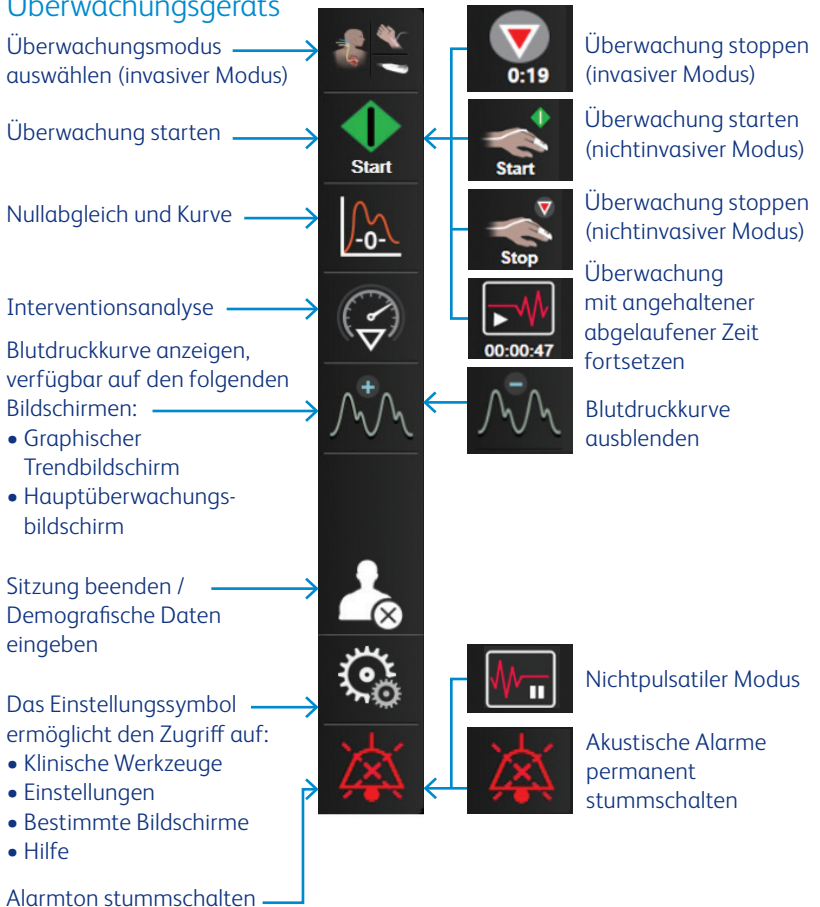 Überwachungsgeräts
Überwachungsmodus
auswählen (invasiver Modus)
Überwachung starten
Nullabgleich und Kurve
Interventionsanalyse
Blutdruckkurve anzeigen,
verfügbar auf den folgenden
Bildschirmen:
• Graphischer
Trendbildschirm
• Hauptüberwachungs-
bildschirm
Sitzung beenden /
Demografische Daten
eingeben
Das Einstellungssymbol
ermöglicht den Zugriff auf:
• Klinische Werkzeuge
• Einstellungen
• Bestimmte Bildschirme
• Hilfe
Alarmton stummschalten
Start
-0-
0:19
Start
Stop
00:00:47
Überwachung stoppen
(invasiver Modus)
Überwachung starten
(nichtinvasiver Modus)
Überwachung stoppen
(nichtinvasiver Modus)
Überwachung
mit angehaltener
abgelaufener Zeit
fortsetzen
Blutdruckkurve
ausblenden
Nichtpulsatiler Modus
Akustische Alarme
permanent
stummschalten